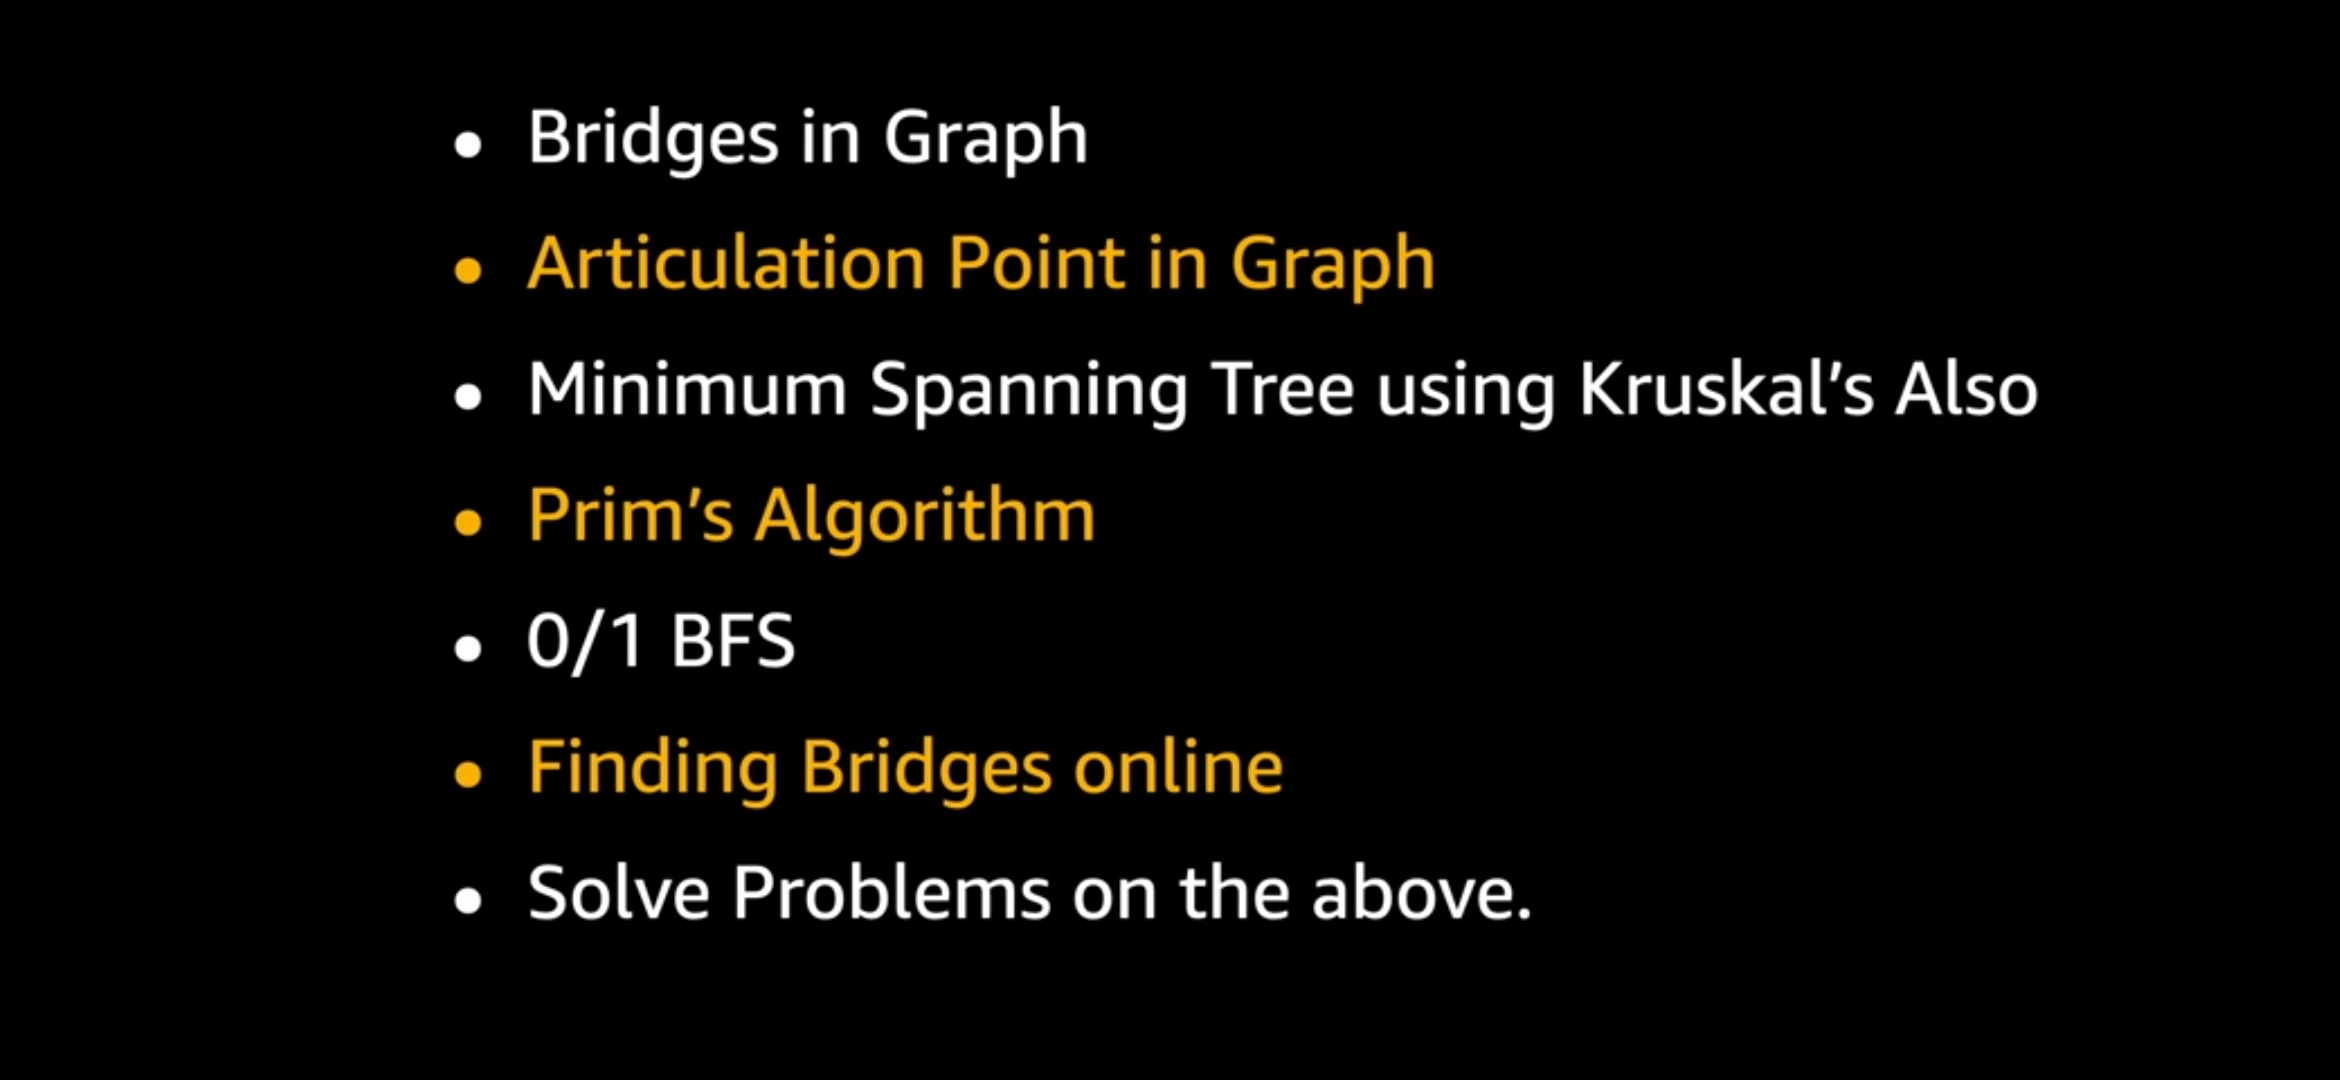 • Bridges in Graph
• Articulation Point in Graph
• Minimum Spanning Tree using Kruskal’s Also
• Prim’s Algorithm
• 0/1 BFS
• Finding Bridges online
• Solve Problems on the above.